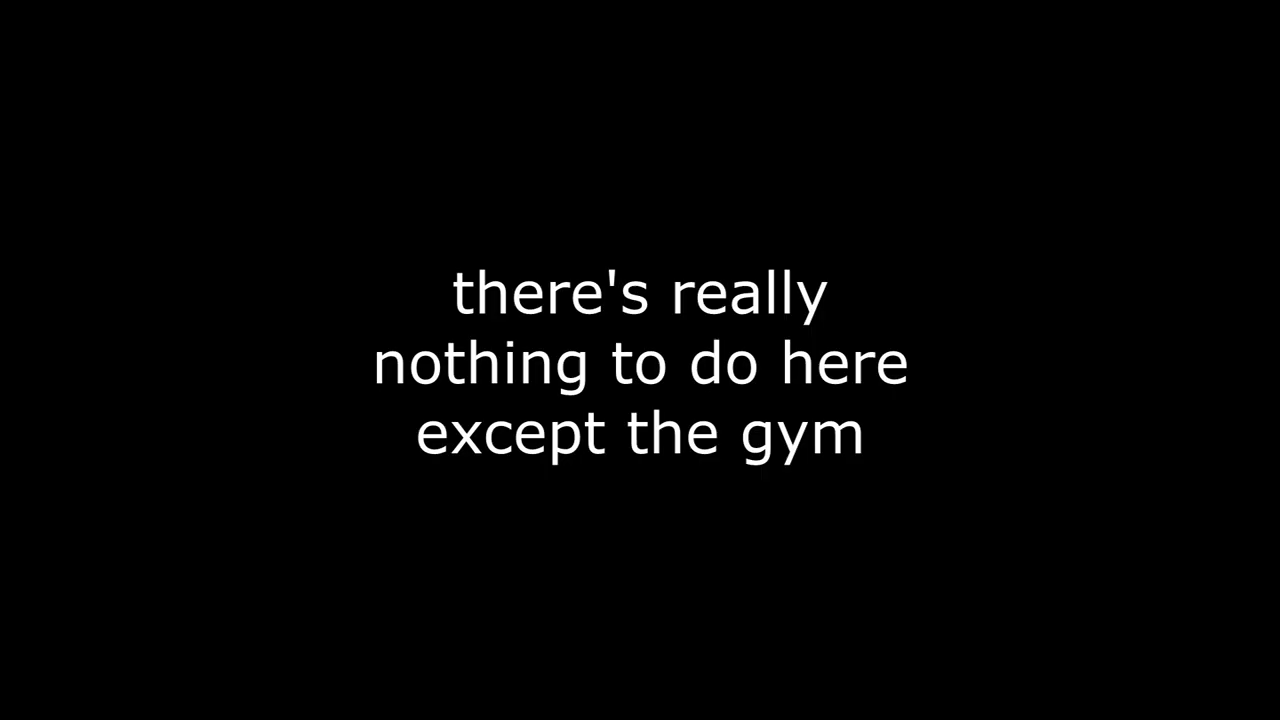 there's really
nothing to do here
except the gym